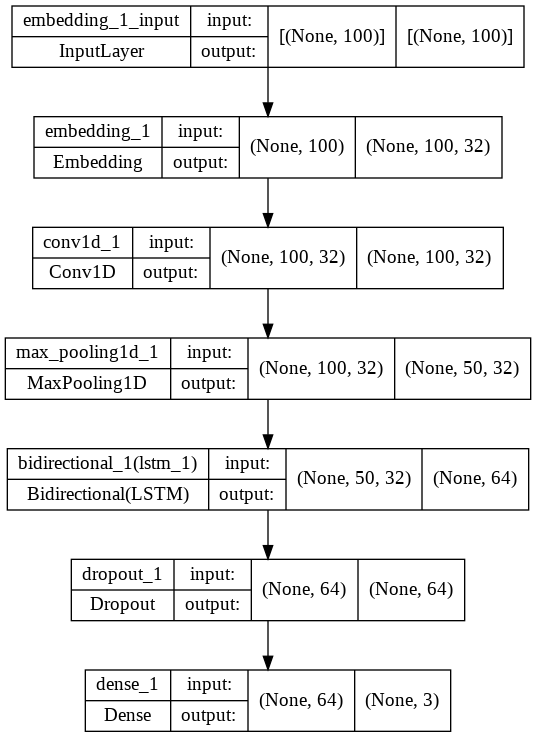 embedding_1_input input: [(None, 100)] [(None, 100)]
InputLayer output:
embedding_1 input: (None, 100) (None, 100, 32)
Embedding output:
conv1d_1 input: (None, 100, 32) (None, 100, 32)
Conv1D output:
max_pooling1d_1 input: (None, 100, 32) (None, 50, 32)
MaxPooling1D output:
bidirectional_1(lstm_1) input: (None, 50, 32) (None, 64)
Bidirectional(LSTM) output:
dropout_1 input: (None, 64) (None, 64)
Dropout output:
dense_1 input: (None, 64) (None, 3)
Dense output: